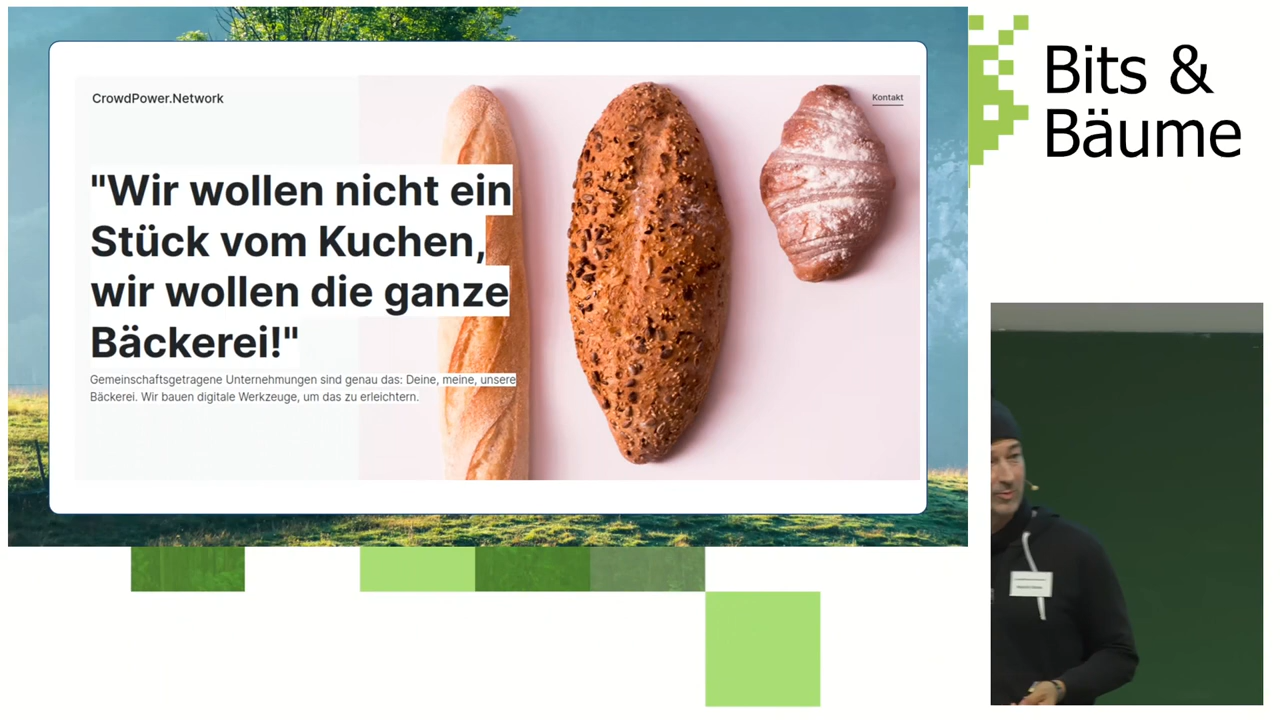 CrowdPower.Network
Kontakt
"Wir wollen nicht ein
Stück vom Kuchen,
wir wollen die ganze
Bäckerei!"
Gemeinschaftsgetragene Unternehmungen sind genau das: Deine, meine, unsere
Bäckerei. Wir bauen digitale Werkzeuge, um das zu erleichtern.
Bits &
Bäume